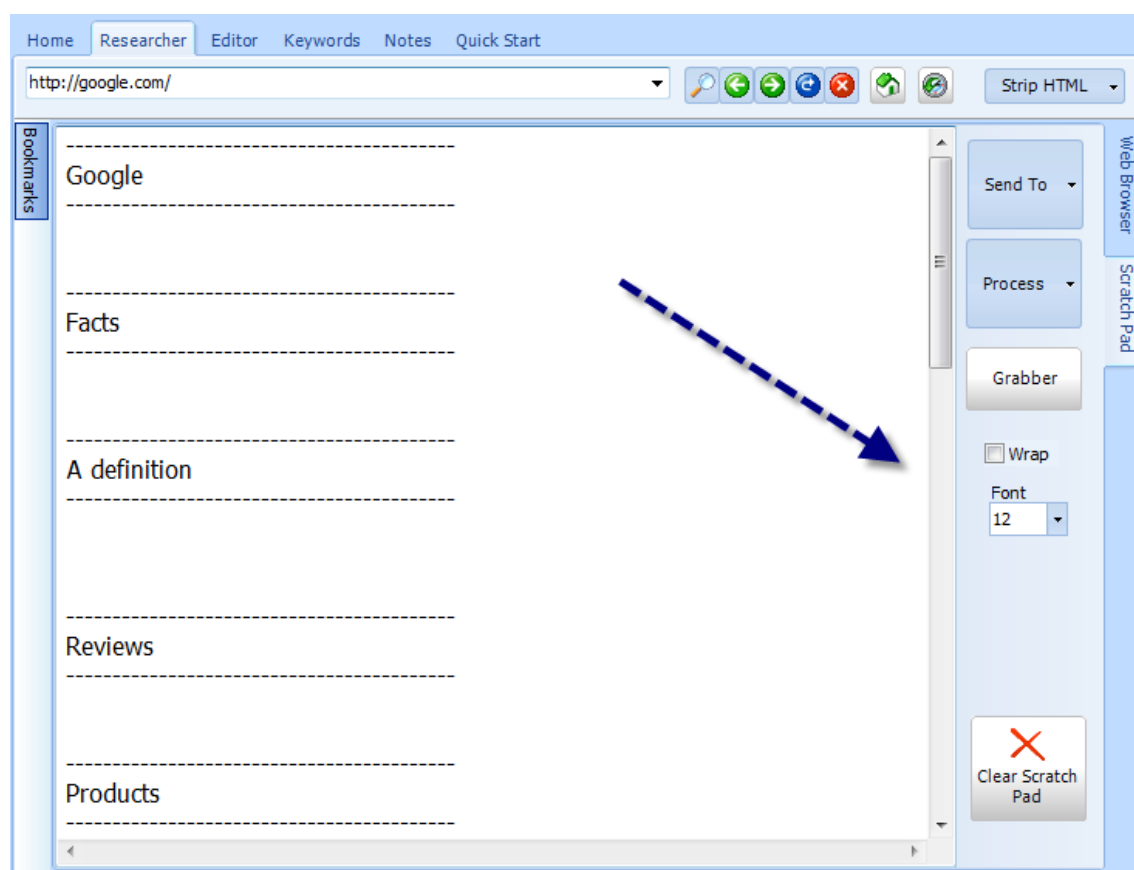 Home Researcher Editor Keywords Notes Quick Start
http://google.com/
Strip HTML
Bookmarks
------------------------------------------
Google
------------------------------------------
------------------------------------------
Facts
------------------------------------------
------------------------------------------
A definition
------------------------------------------
------------------------------------------
Reviews
------------------------------------------
------------------------------------------
Products
------------------------------------------
Send To
Process
Grabber
Wrap
Font
12
Clear Scratch
Pad
Web Browser
Scratch Pad